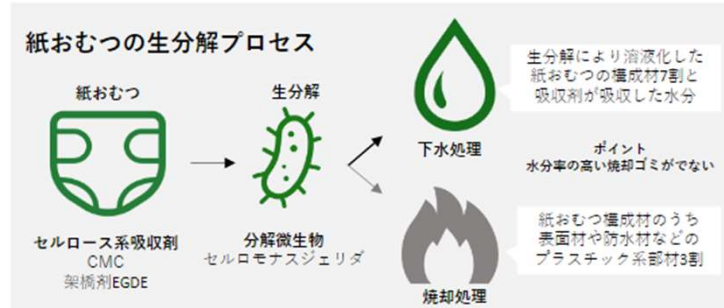 紙おむつの生分解プロセス
紙おむつ
セルロース系吸収剤
CMC
架橋剤EGDE
生分解
分解微生物
セルロモナスジェリダ
下水処理
生分解により溶液化した
紙おむつの構成材7割と
吸収剤が吸収した水分
ポイント
水分率の高い焼却ゴミがでない
焼却処理
紙おむつ構成材のうち
表面材や防水材などの
プラスチック系部材3割